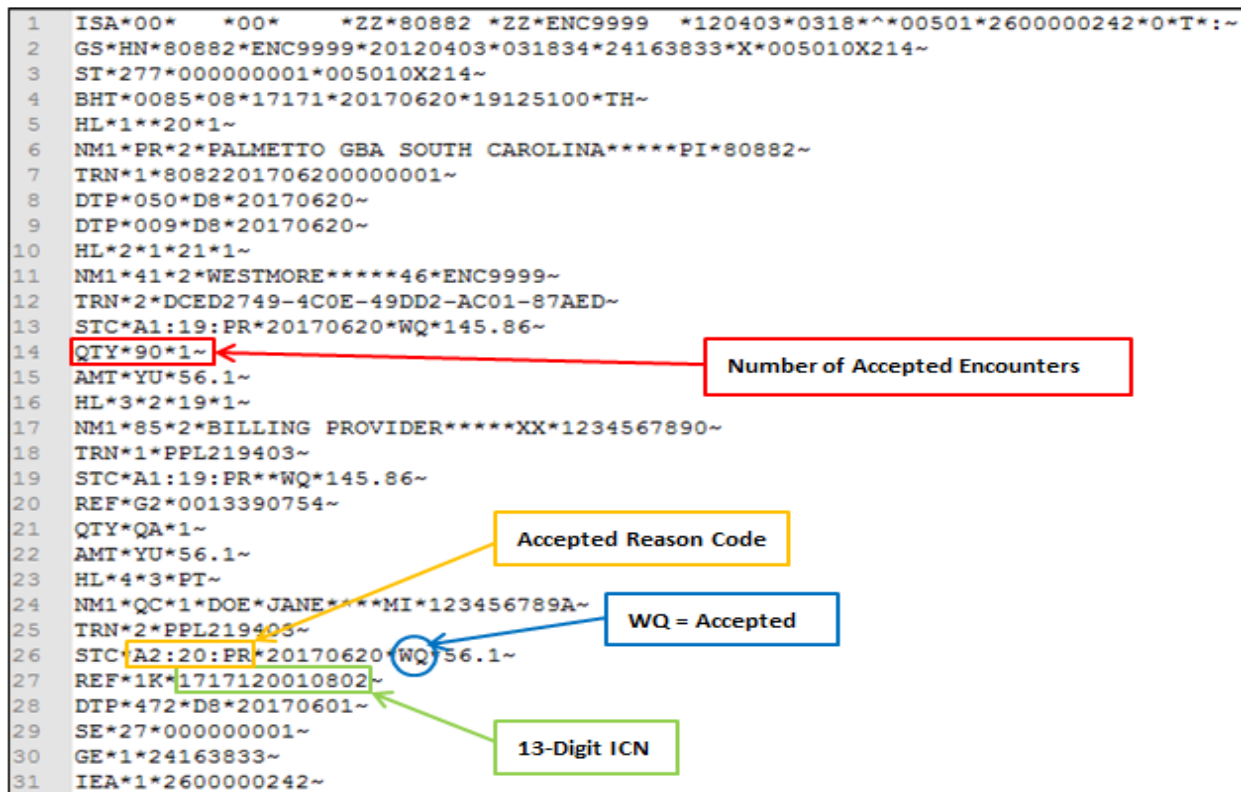 1 ISA*00* *00* *ZZ*80882 *ZZ*ENC9999 *120403*0318*^*00501*2600000242*0*T*:~
2 GS*HN*80882*ENC9999*20120403*031834*24163833*X*005010X214~
3 ST*277*000000001*005010X214~
4 BHT*0085*08*17171*20170620*19125100*TH~
5 HL*1**20*1~
6 NM1*PR*2*PALMETTO GBA SOUTH CAROLINA*****PI*80882~
7 TRN*1*8082201706200000001~
8 DTP*050*D8*20170620~
9 DTP*009*D8*20170620~
10 HL*2*1*21*1~
11 NM1*41*2*WESTMORE*****46*ENC9999~
12 TRN*2*DCED2749-4C0E-49DD2-AC01-87AED~
13 STC*A1:19:PR*20170620*WQ*145.86~
14 QTY*90*1~
Number of Accepted Encounters
15 AMT*YU*56.1~
16 HL*3*2*19*1~
17 NM1*85*2*BILLING PROVIDER*****XX*1234567890~
18 TRN*1*PPL219403~
19 STC*A1:19:PR**WQ*145.86~
20 REF*G2*0013390754~
21 QTY*QA*1~
Accepted Reason Code
22 AMT*YU*56.1~
23 HL*4*3*PT~
24 NM1*QC*1*DOE*JANE****MI*123456789A~
WQ = Accepted
25 TRN*2*PPL219403~
26 STC*A2:20:PR*20170620*WQ*56.1~
27 REF*1K*1717120010802~
28 DTP*472*D8*20170601~
29 SE*27*000000001~
13-Digit ICN
30 GE*1*24163833~
31 IEA*1*2600000242~